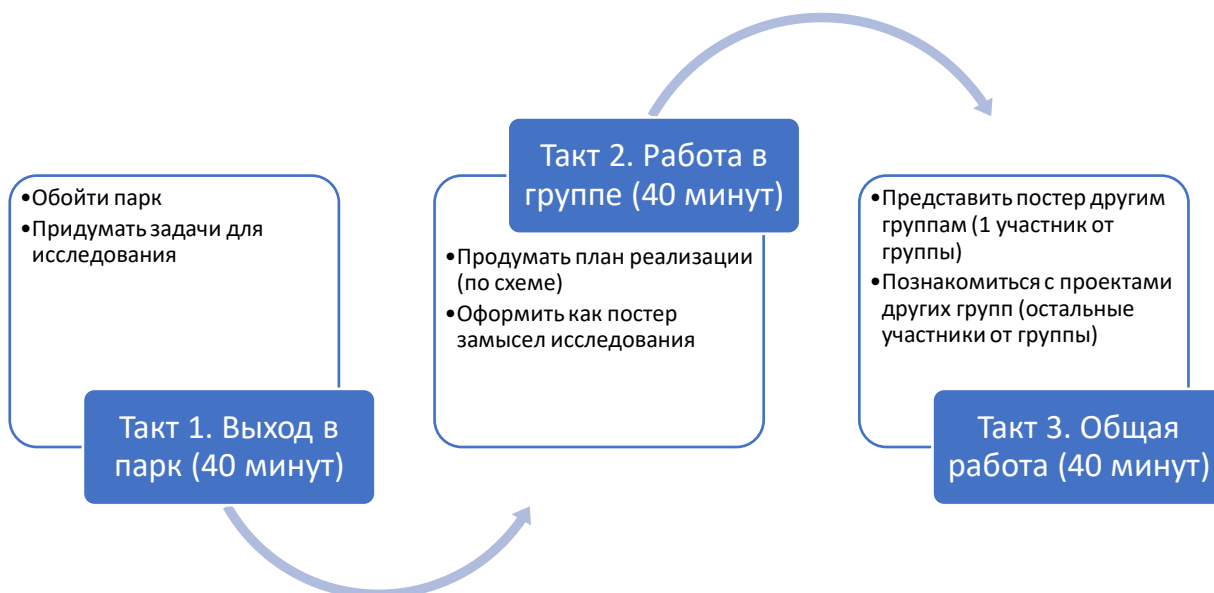 •Обойти парк
•Придумать задачи для
исследования
Такт 1. Выход в
парк (40 минут)
Такт 2. Работа в
группе (40 минут)
•Продумать план реализации
(по схеме)
•Оформить как постер
замысел исследования
•Представить постер другим
группам (1 участник от
группы)
•Познакомиться с проектами
других групп (остальные
участники от группы)
Такт 3. Общая
работа (40 минут)